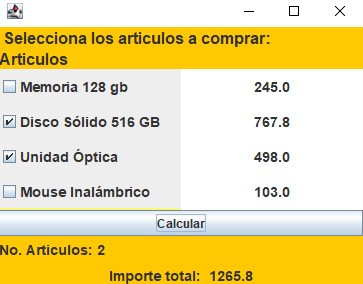 Selecciona los articulos a comprar:
Articulos
Memoria 128 gb 245.0
Disco Sólido 516 GB 767.8
Unidad Óptica 498.0
Mouse Inalámbrico 103.0
Calcular
No. Articulos: 2
Importe total: 1265.8